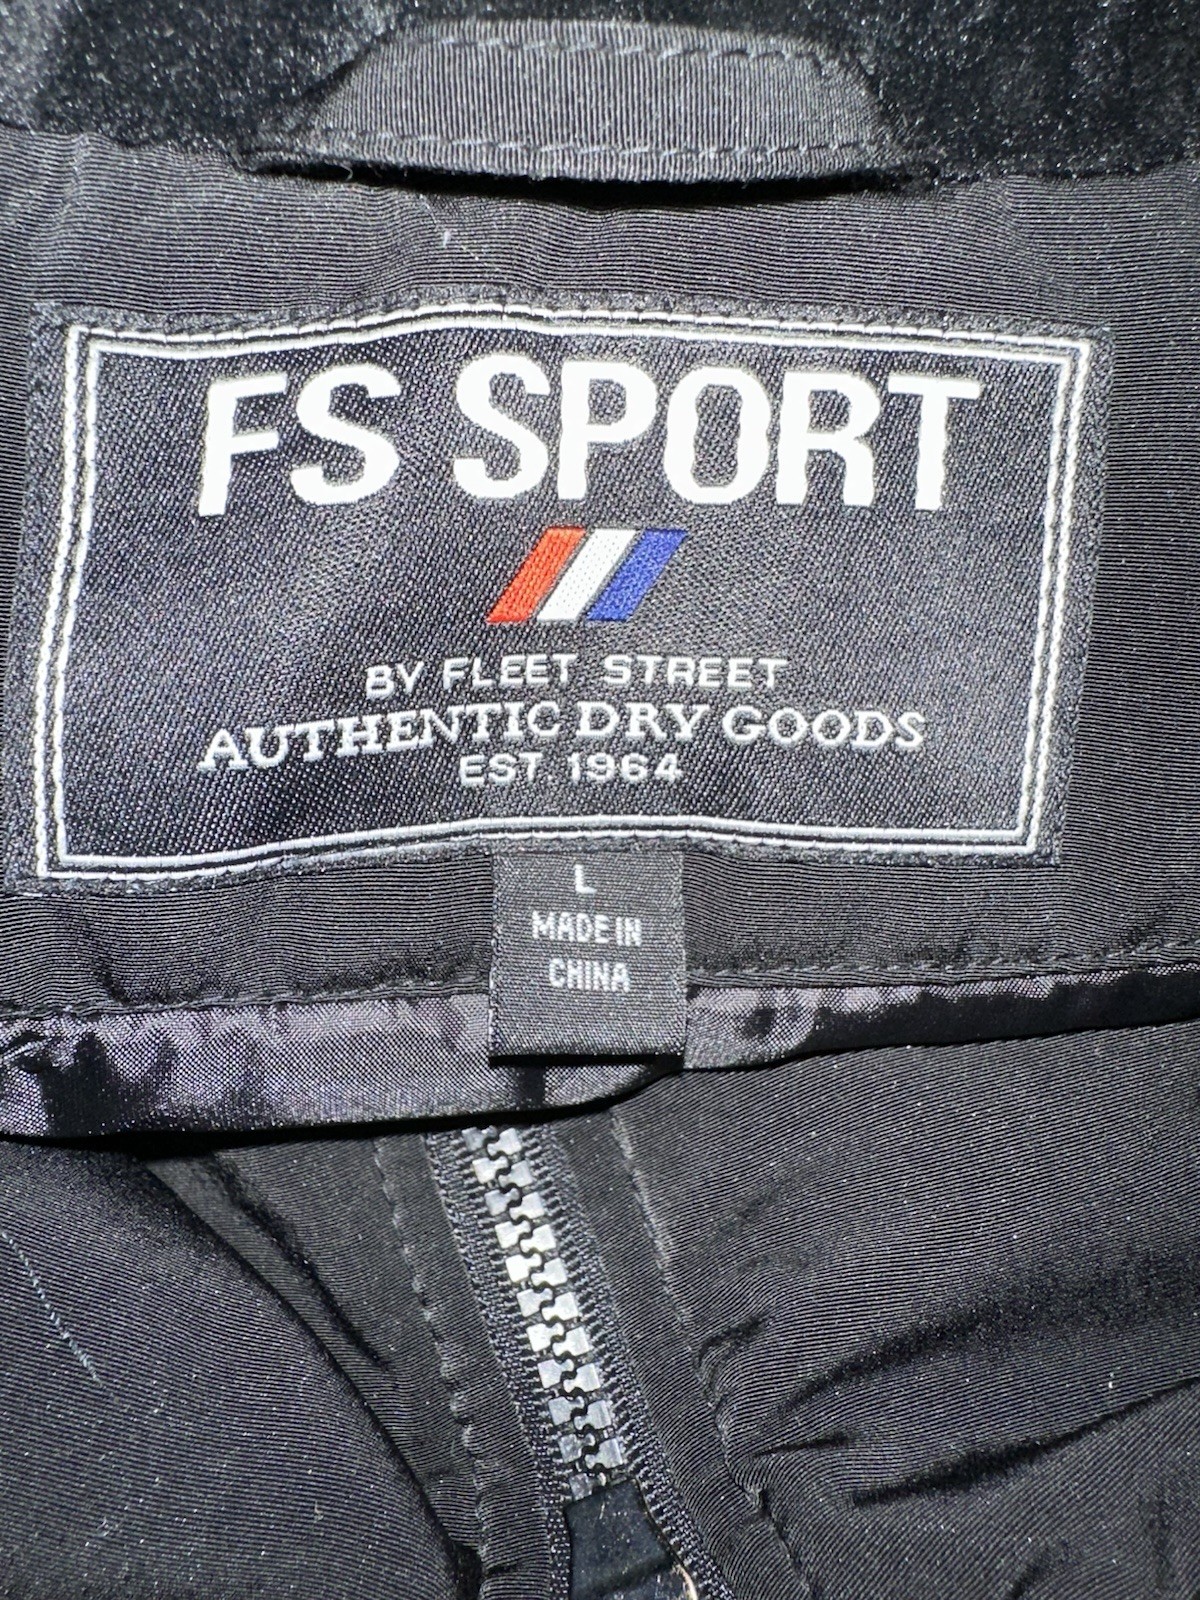 FS SPORT
BY FLEET STREET
AUTHENTIC DRY GOODS
EST. 1964
L
MADE IN
CHINA